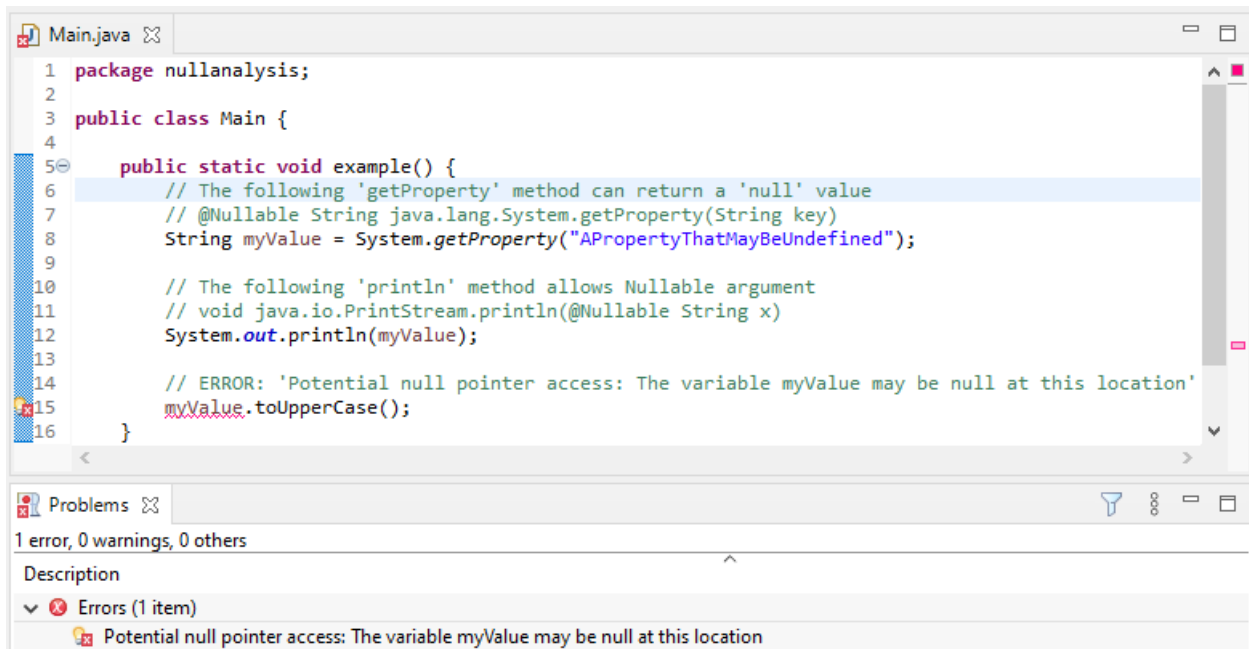 Main.java
1 package nullanalysis;
2
3 public class Main {
4
5 public static void example() {
6 // The following 'getProperty' method can return a 'null' value
7 // @Nullable String java.lang.System.getProperty(String key)
8 String myValue = System.getProperty("APropertyThatMayBeUndefined");
9
10 // The following 'println' method allows Nullable argument
11 // void java.io.PrintStream.println(@Nullable String x)
12 System.out.println(myValue);
13
14 // ERROR: 'Potential null pointer access: The variable myValue may be null at this location'
15 myValue.toUpperCase();
16 }
Problems
1 error, 0 warnings, 0 others
Description
Errors (1 item)
Potential null pointer access: The variable myValue may be null at this location